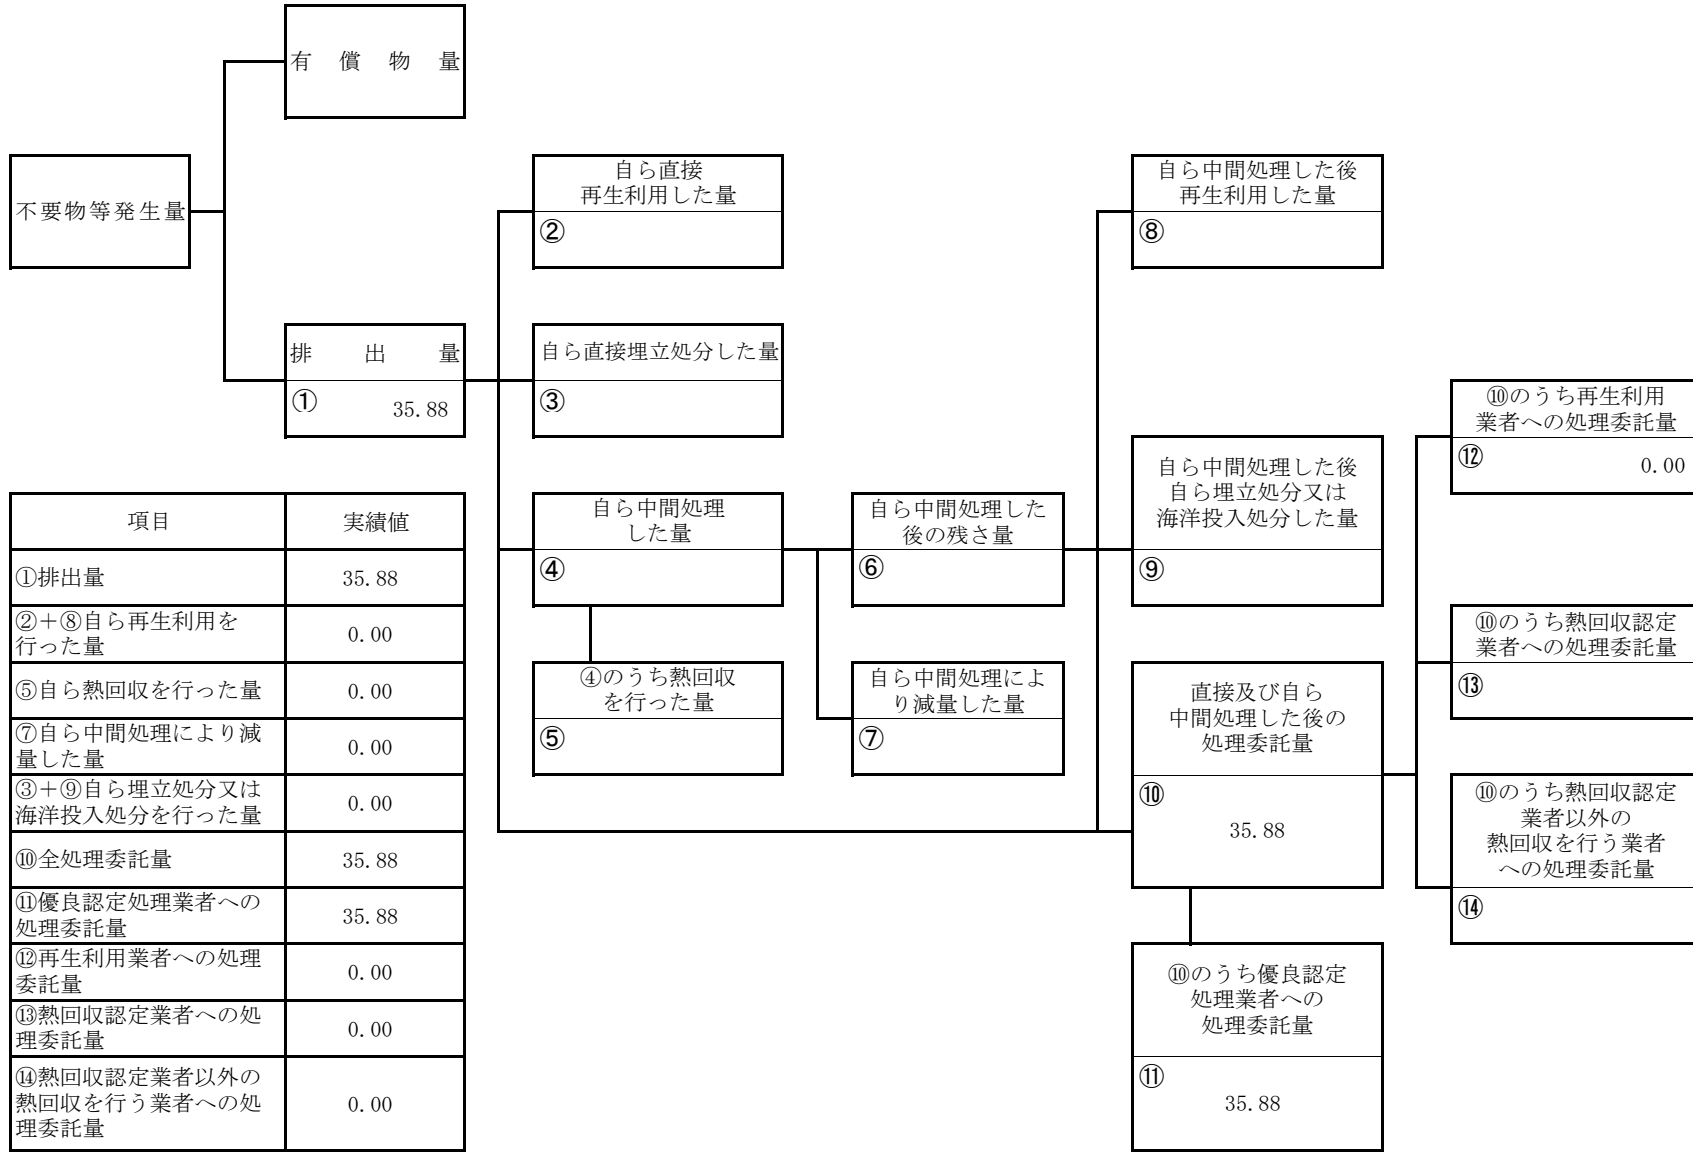 有償物量
不要物等発生量
自ら直接
再生利用した量
②
自ら中間処理した後
再生利用した量
⑧
排出量
① 35.88
自ら直接埋立処分した量
③
⑩のうち再生利用
業者への処理委託量
⑫ 0.00
自ら中間処理した後
自ら埋立処分又は
海洋投入処分した量
⑨
自ら中間処理
した量
④
自ら中間処理した
後の残さ量
⑥
④のうち熱回収
を行った量
⑤
自ら中間処理によ
り減量した量
⑦
直接及び自ら
中間処理した後の
処理委託量
⑩
35.88
⑩のうち熱回収認定
業者への処理委託量
⑬
⑩のうち熱回収認定
業者以外の
熱回収を行う業者
への処理委託量
⑭
⑩のうち優良認定
処理業者への
処理委託量
⑪
35.88
項目 実績値
①排出量 35.88
②＋⑧自ら再生利用を
行った量 0.00
⑤自ら熱回収を行った量 0.00
⑦自ら中間処理により減
量した量 0.00
③＋⑨自ら埋立処分又は
海洋投入処分を行った量 0.00
⑩全処理委託量 35.88
⑪優良認定処理業者への
処理委託量 35.88
⑫再生利用業者への処理
委託量 0.00
⑬熱回収認定業者への処
理委託量 0.00
⑭熱回収認定業者以外の
熱回収を行う業者への処
理委託量 0.00